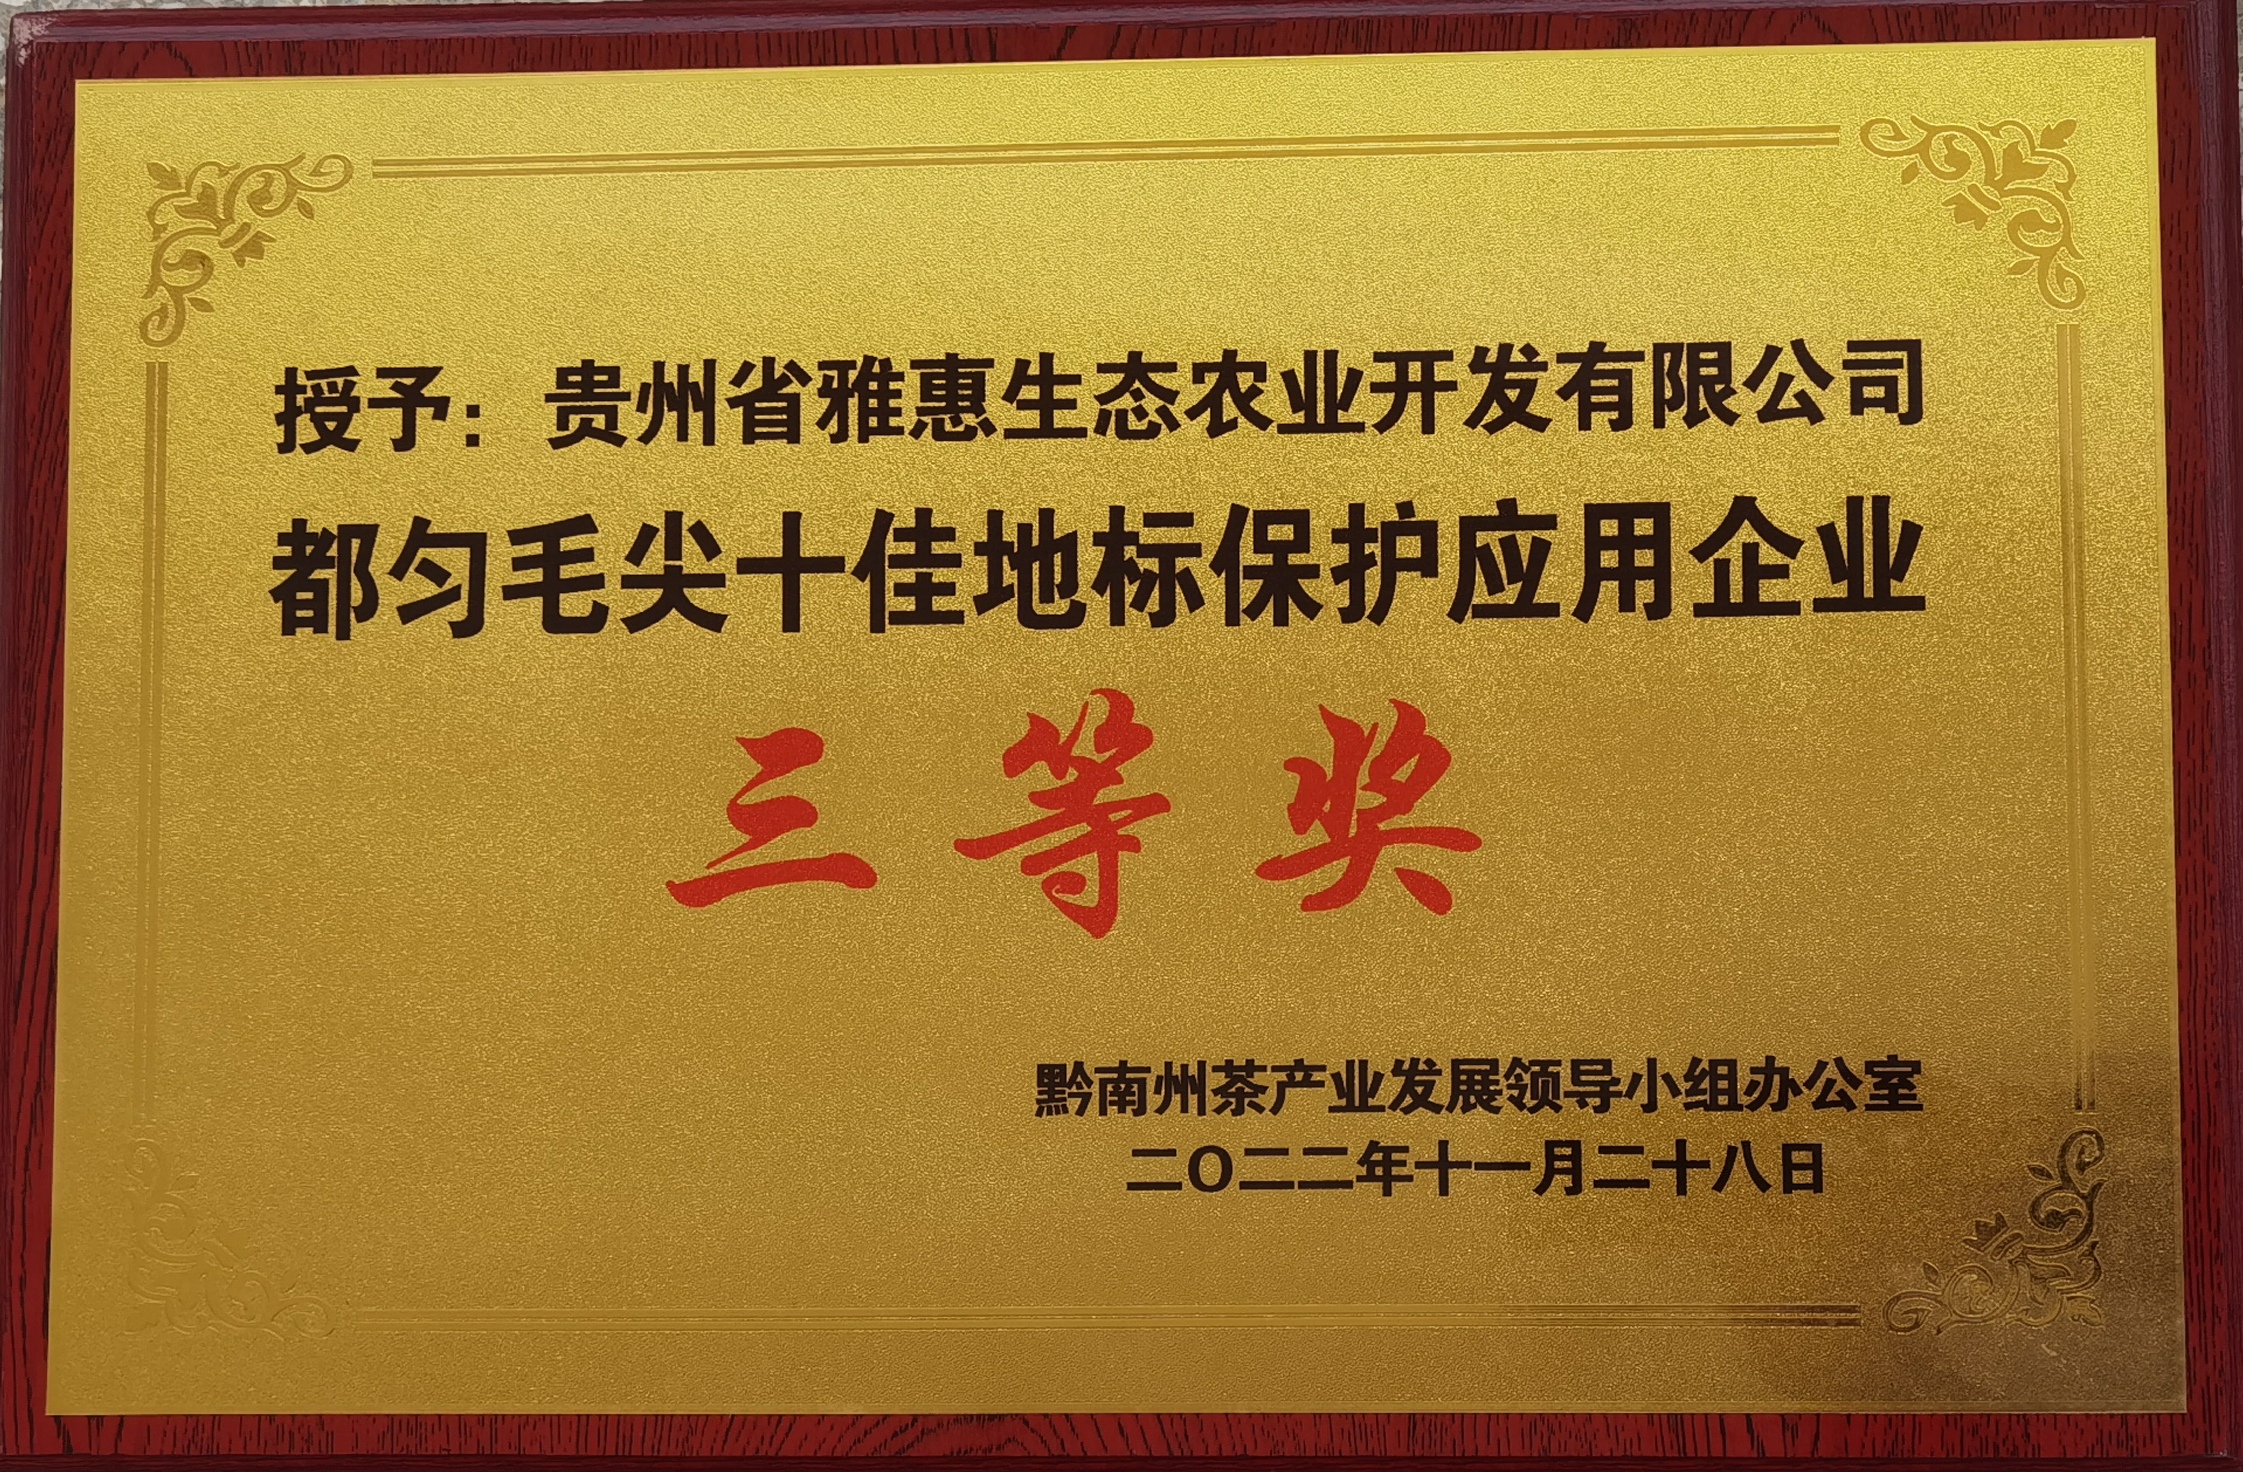 授予：贵州省雅惠生态农业开发有限公司
都匀毛尖十佳地标保护应用企业
三等奖
黔南州茶产业发展领导小组办公室
二〇二二年十一月二十八日